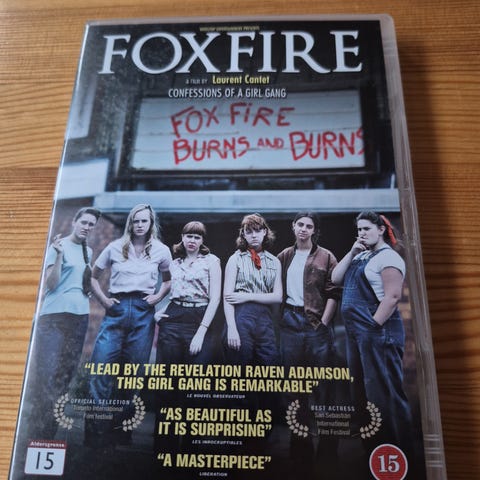 FOXFIRE
A FILM BY Laurent Cantet
CONFESSIONS OF A GIRL GANG
FOX FIRE
BURNS AND BURNS
"LEAD BY THE REVELATION RAVEN ADAMSON,
THIS GIRL GANG IS REMARKABLE"
LE NOUVEL OBSERVATEUR
OFFICIAL SELECTION
Toronto International
Film Festival
"AS BEAUTIFUL AS
IT IS SURPRISING"
LES INROCKUPTIBLES
BEST ACTRESS
San Sebastián
International
Film Festival
"A MASTERPIECE"
LIBERATION
Aldersgrense
15
15